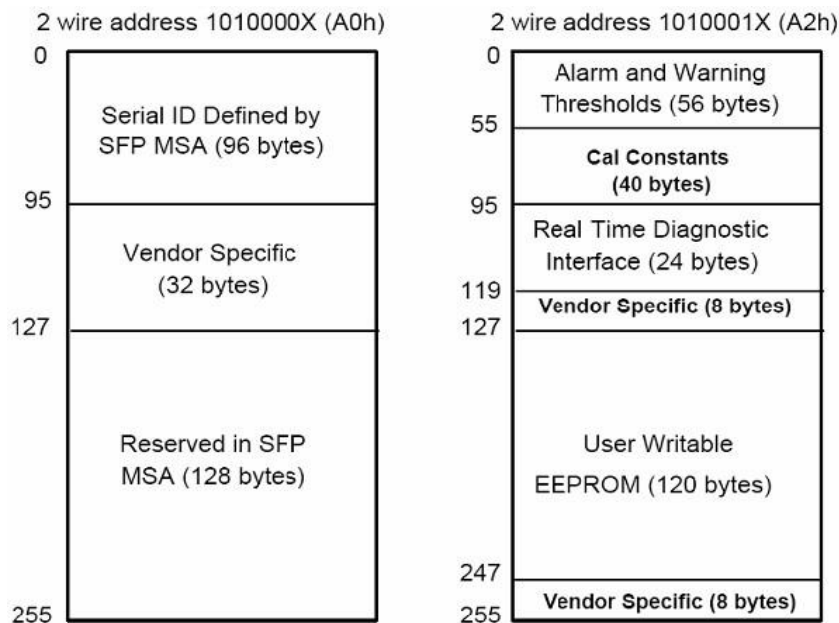 2 wire address 1010000X (A0h)
0
Serial ID Defined by
SFP MSA (96 bytes)
95
Vendor Specific
(32 bytes)
127
Reserved in SFP
MSA (128 bytes)
255
2 wire address 1010001X (A2h)
0
Alarm and Warning
Thresholds (56 bytes)
55
Cal Constants
(40 bytes)
95
Real Time Diagnostic
Interface (24 bytes)
119
Vendor Specific (8 bytes)
127
User Writable
EEPROM (120 bytes)
247
Vendor Specific (8 bytes)
255